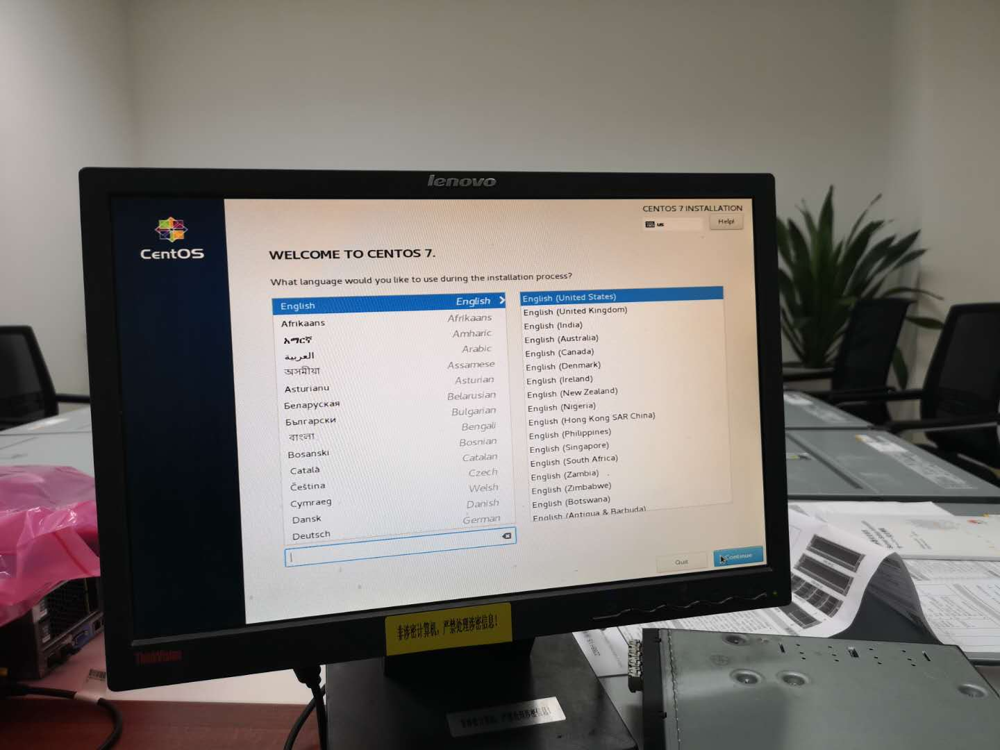 lenovo
CentOS
CENTOS 7 INSTALLATION
us
Help!
WELCOME TO CENTOS 7.
What language would you like to use during the installation process?
English English
Afrikaans Afrikaans
አማርኛ Amharic
العربية Arabic
অসমীয়া Assamese
Asturianu Asturian
Беларуская Belarusian
Български Bulgarian
বাংলা Bengali
Bosanski Bosnian
Català Catalan
Čeština Czech
Cymraeg Welsh
Dansk Danish
Deutsch German
English (United States)
English (United Kingdom)
English (India)
English (Australia)
English (Canada)
English (Denmark)
English (Ireland)
English (New Zealand)
English (Nigeria)
English (Hong Kong SAR China)
English (Philippines)
English (Singapore)
English (South Africa)
English (Zambia)
English (Zimbabwe)
English (Botswana)
English (Antigua & Barbuda)
Quit
Continue
ThinkVision
非涉密计算机，严禁处理涉密信息！